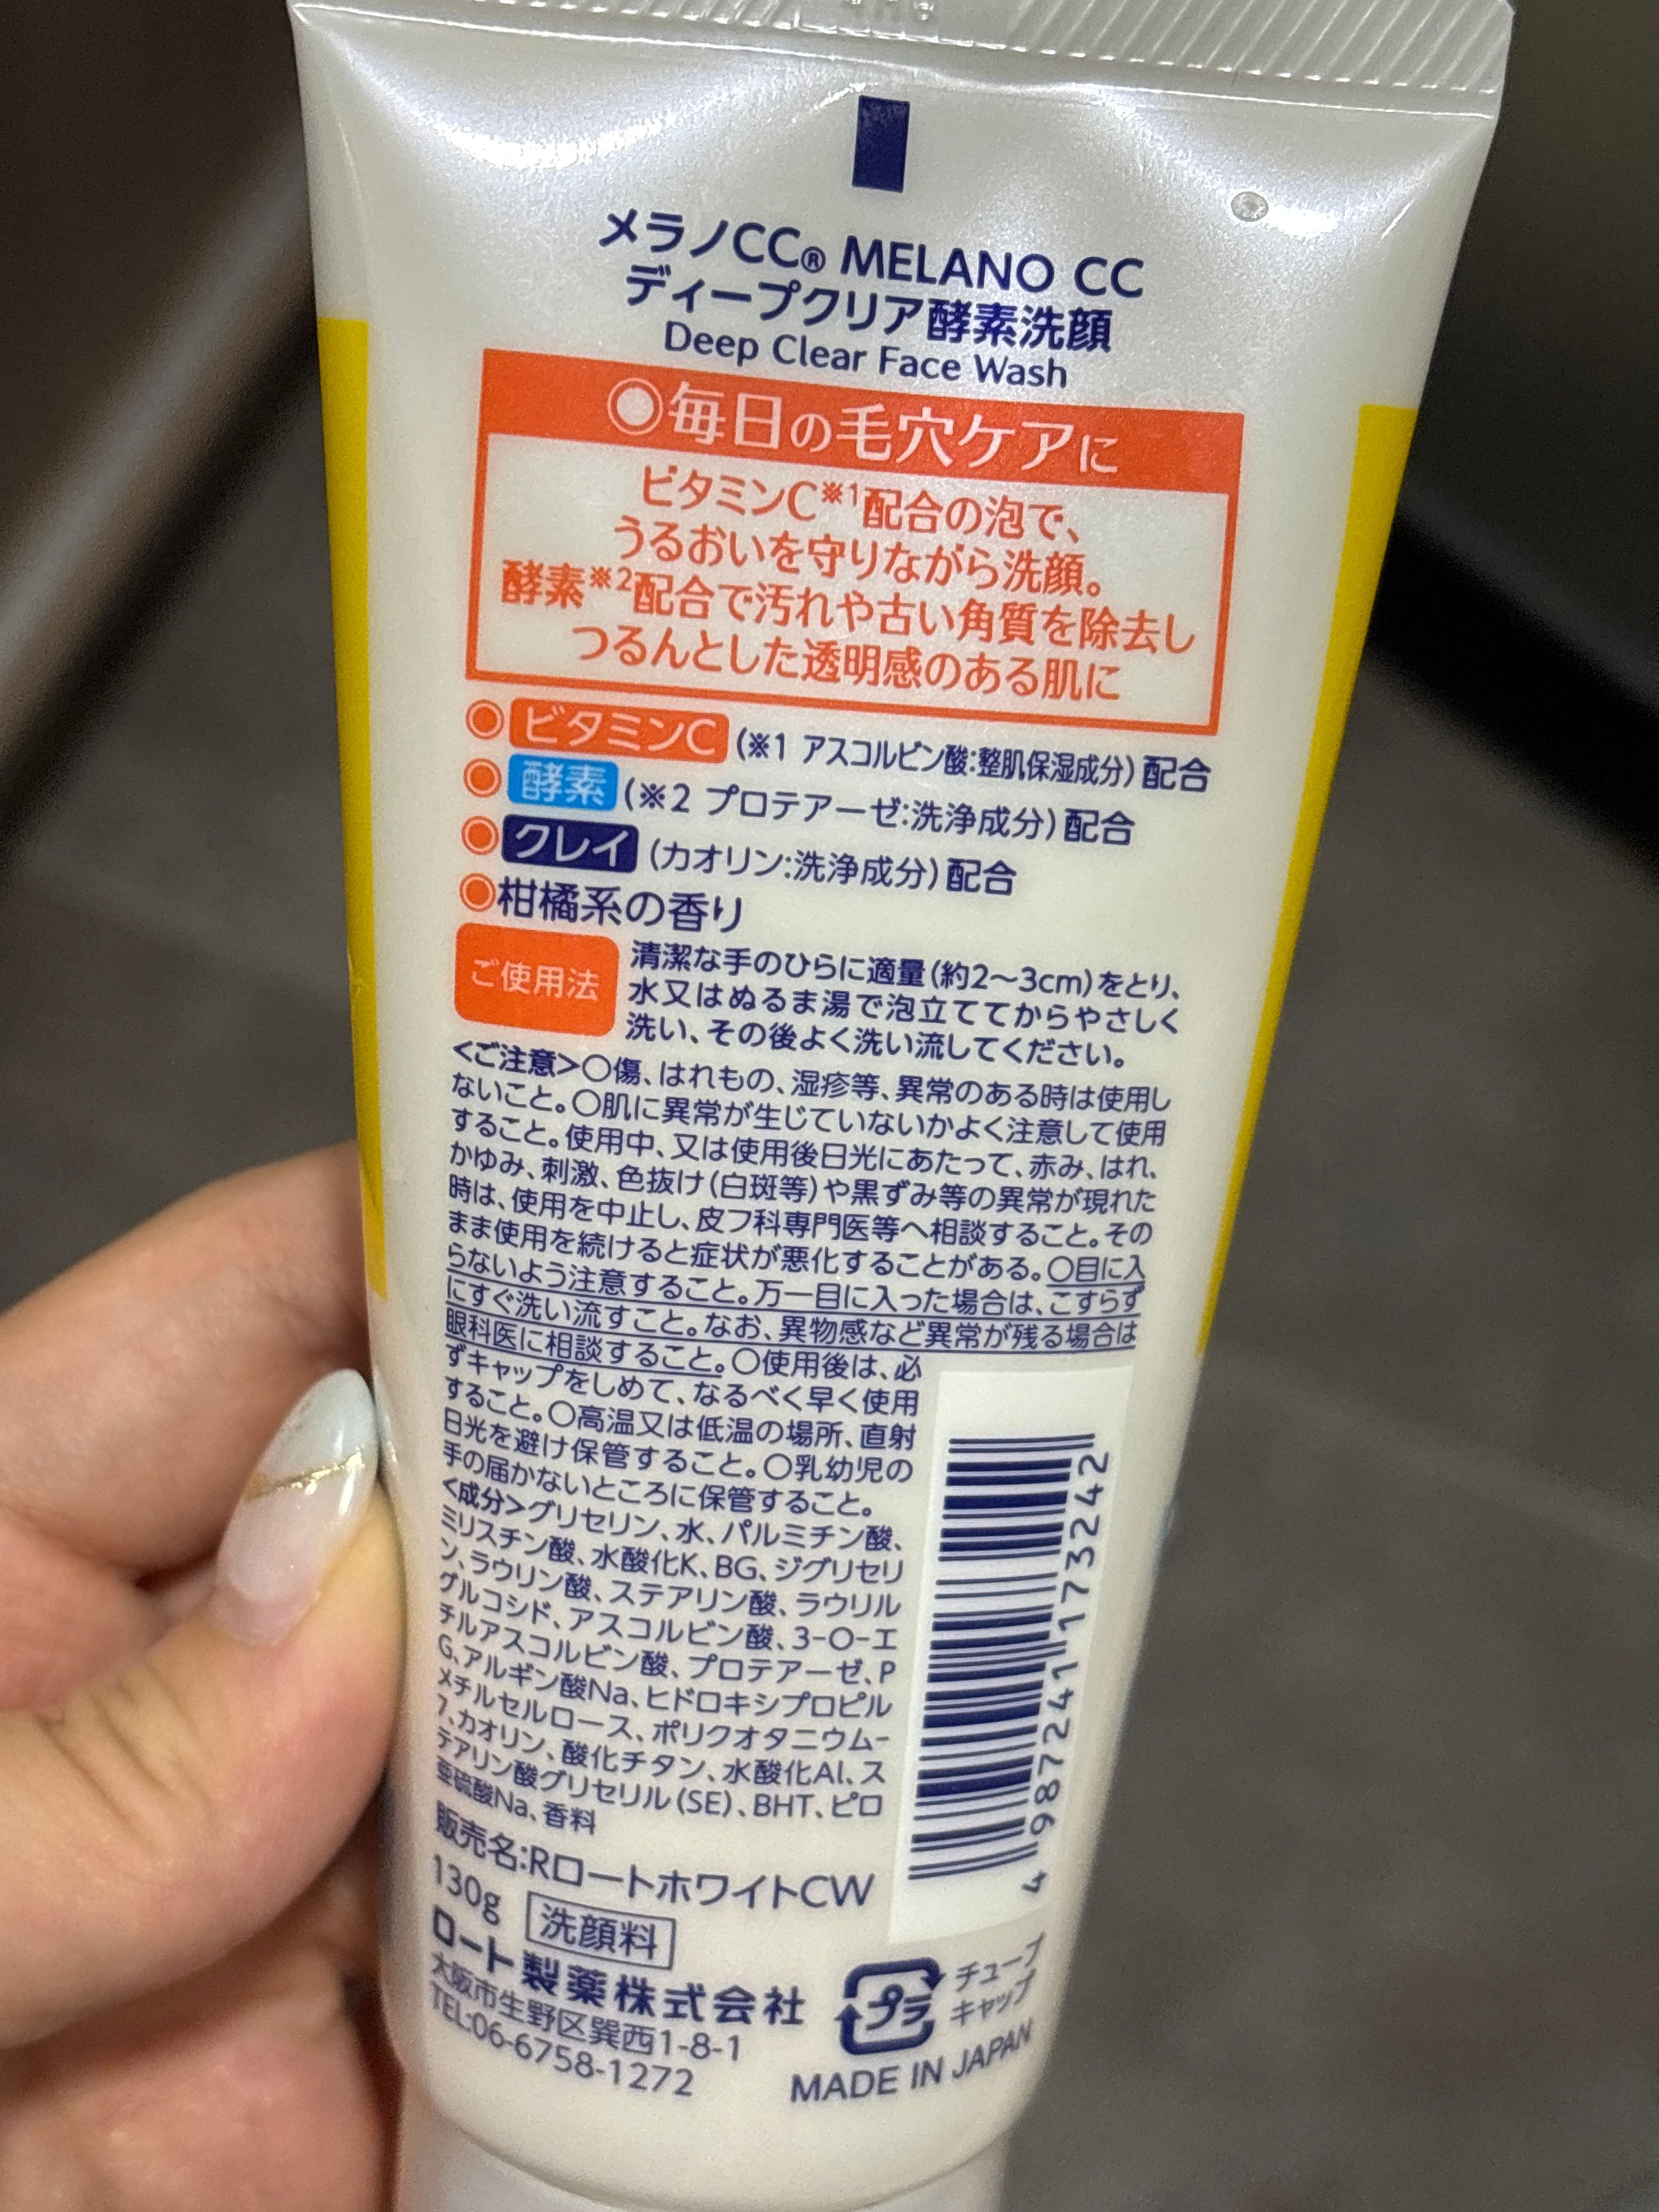 メラノCC® MELANO CC
ディープクリア酵素洗顔
Deep Clear Face Wash
◎毎日の毛穴ケアに
ビタミンC※1配合の泡で、
うるおいを守りながら洗顔。
酵素※2配合で汚れや古い角質を除去し
つるんとした透明感のある肌に
◎ビタミンC(※1 アスコルビン酸:整肌保湿成分)配合
◎酵素(※2 プロテアーゼ:洗浄成分)配合
◎クレイ(カオリン:洗浄成分)配合
◎柑橘系の香り
ご使用法
清潔な手のひらに適量(約2〜3cm)をとり、
水又はぬるま湯で泡立ててからやさしく
洗い、その後よく洗い流してください。
<ご注意>○傷、はれもの、湿疹等、異常のある時は使用し
ないこと。○肌に異常が生じていないかよく注意して使用
すること。使用中、又は使用後日光にあたって、赤み、はれ、
かゆみ、刺激、色抜け(白斑等)や黒ずみ等の異常が現れた
時は、使用を中止し、皮フ科専門医等へ相談すること。その
まま使用を続けると症状が悪化することがある。○目に入
らないよう注意すること。万一目に入った場合は、こすらず
にすぐ洗い流すこと。なお、異物感など異常が残る場合は
眼科医に相談すること。○使用後は、必
ずキャップをしめて、なるべく早く使用
すること。○高温又は低温の場所、直射
日光を避け保管すること。○乳幼児の
手の届かないところに保管すること。
<成分>グリセリン、水、パルミチン酸、
ミリスチン酸、水酸化K、BG、ジグリセリ
ン、ラウリン酸、ステアリン酸、ラウリル
グルコシド、アスコルビン酸、3-O-エ
チルアスコルビン酸、プロテアーゼ、P
G、アルギン酸Na、ヒドロキシプロピル
メチルセルロース、ポリクオタニウム-
7、カオリン、酸化チタン、水酸化Al、ス
テアリン酸グリセリル(SE)、BHT、ピロ
亜硫酸Na、香料
4 987241 173242
販売名:RロートホワイトCW
130g 洗顔料
ロート製薬株式会社
大阪市生野区巽西1-8-1
TEL:06-6758-1272
プラ
チューブ
キャップ
MADE IN JAPAN